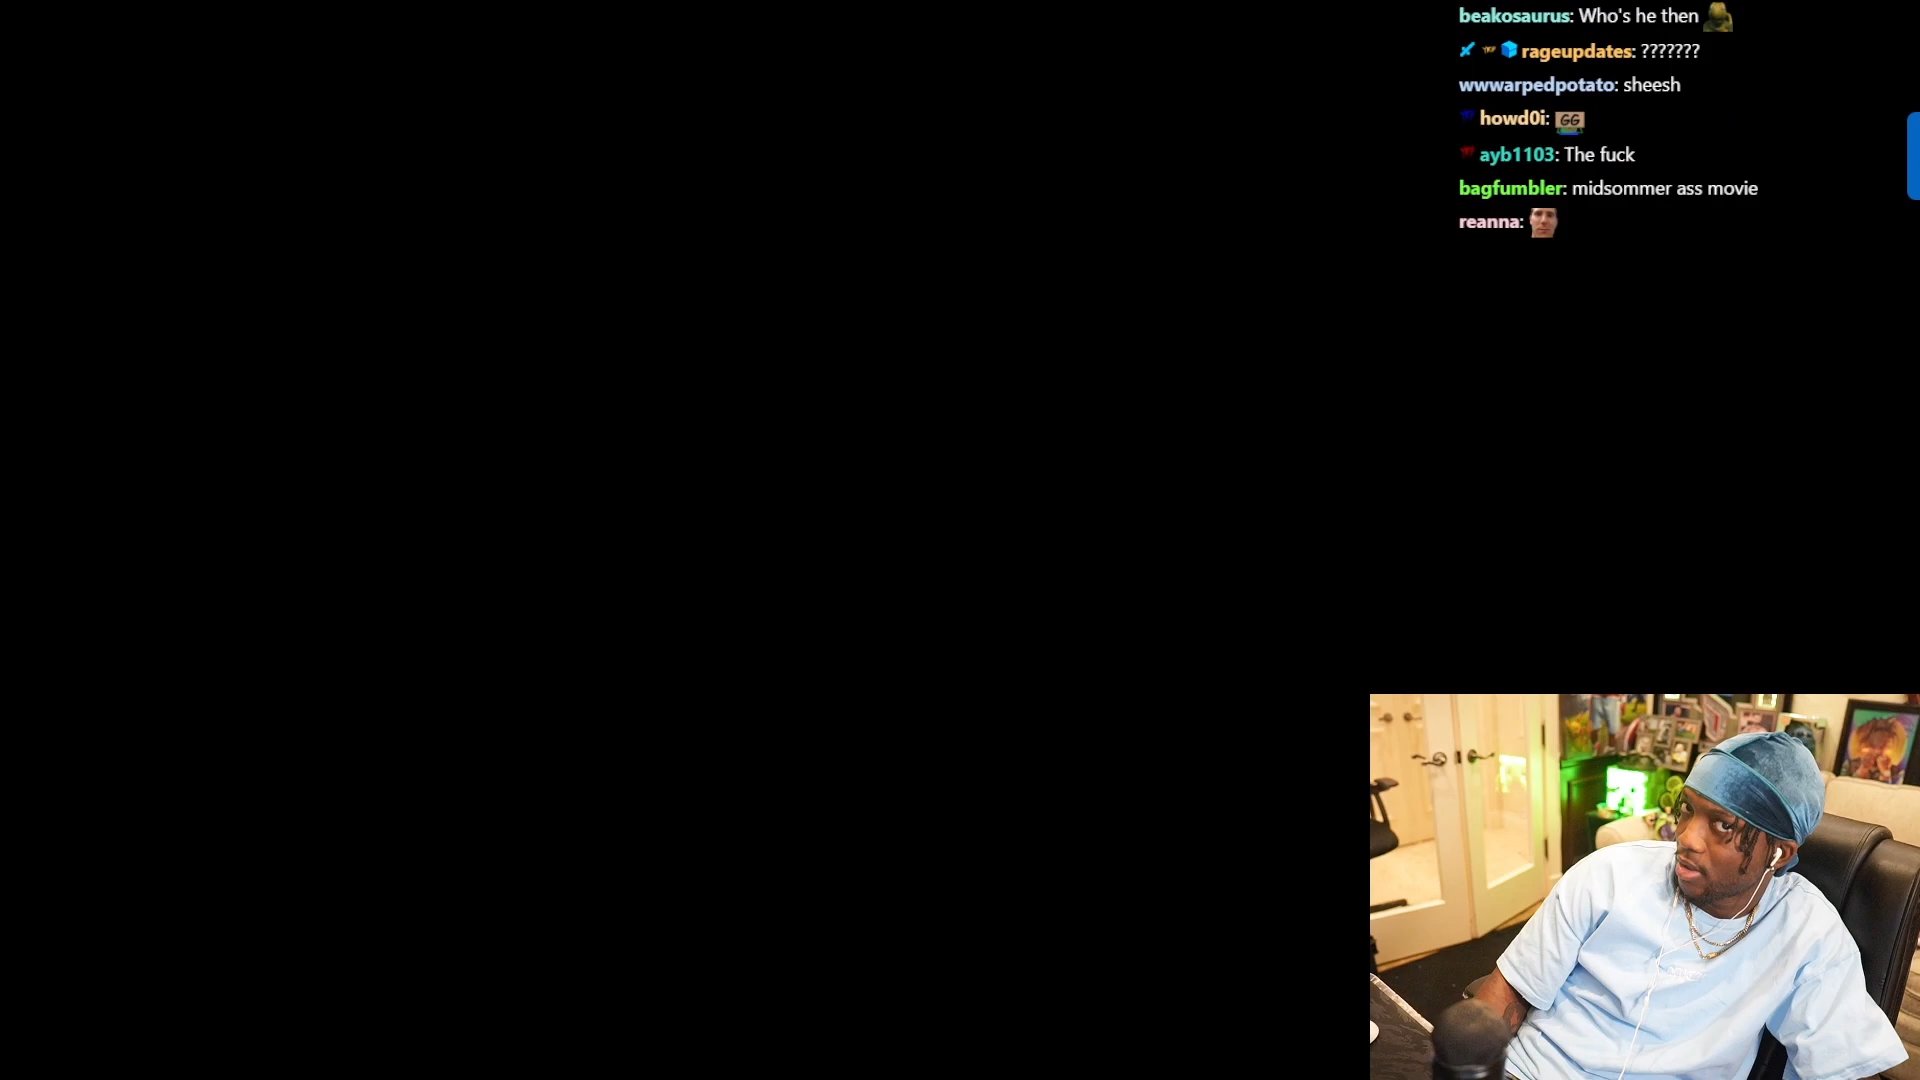 beakosaurus: Who's he then
rageupdates: ???????
wwwarpedpotato: sheesh
howd0i: GG
ayb1103: The fuck
bagfumbler: midsommer ass movie
reanna: